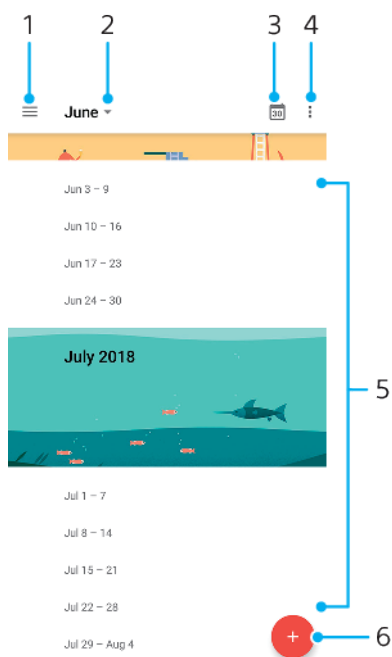 1 2 3 4
June
30
Jun 3 – 9
Jun 10 – 16
Jun 17 – 23
Jun 24 – 30
July 2018
5
Jul 1 – 7
Jul 8 – 14
Jul 15 – 21
Jul 22 – 28
Jul 29 – Aug 4
+ 6